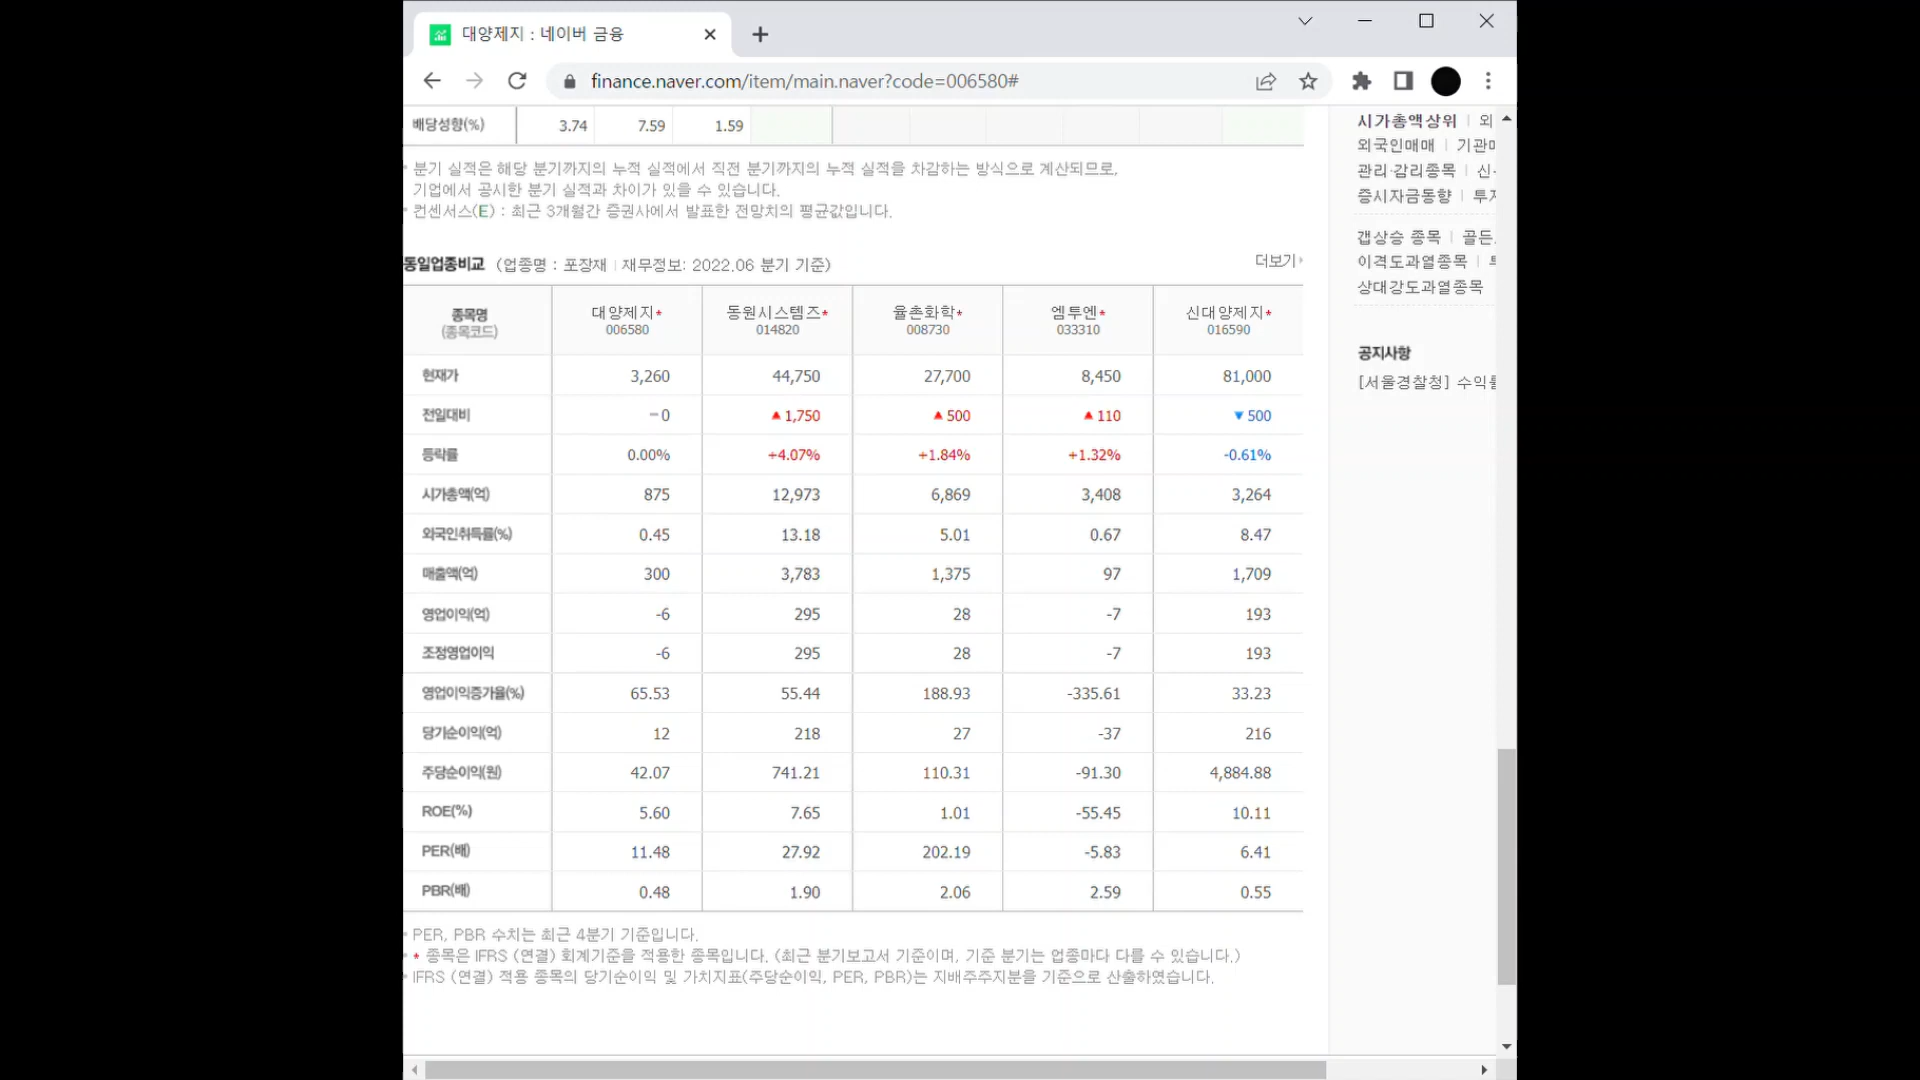 대양제지 : 네이버 금융
finance.naver.com/item/main.naver?code=006580#
배당성향(%) 3.74 7.59 1.59
분기 실적은 해당 분기까지의 누적 실적에서 직전 분기까지의 누적 실적을 차감하는 방식으로 계산되므로,
기업에서 공시한 분기 실적과 차이가 있을 수 있습니다.
컨센서스(E) : 최근 3개월간 증권사에서 발표한 전망치의 평균값입니다.
동일업종비교 (업종명 : 포장재 | 재무정보: 2022.06 분기 기준) 더보기
종목명 대양제지* 동원시스템즈* 율촌화학* 엠투엔* 신대양제지*
(종목코드) 006580 014820 008730 033310 016590
현재가 3,260 44,750 27,700 8,450 81,000
전일대비 0 ▲1,750 ▲500 ▲110 ▼500
등락률 0.00% +4.07% +1.84% +1.32% -0.61%
시가총액(억) 875 12,973 6,869 3,408 3,264
외국인취득률(%) 0.45 13.18 5.01 0.67 8.47
매출액(억) 300 3,783 1,375 97 1,709
영업이익(억) -6 295 28 -7 193
조정영업이익 -6 295 28 -7 193
영업이익증가율(%) 65.53 55.44 188.93 -335.61 33.23
당기순이익(억) 12 218 27 -37 216
주당순이익(원) 42.07 741.21 110.31 -91.30 4,884.88
ROE(%) 5.60 7.65 1.01 -55.45 10.11
PER(배) 11.48 27.92 202.19 -5.83 6.41
PBR(배) 0.48 1.90 2.06 2.59 0.55
PER, PBR 수치는 최근 4분기 기준입니다.
* 종목은 IFRS (연결) 회계기준을 적용한 종목입니다. (최근 분기보고서 기준이며, 기준 분기는 업종마다 다를 수 있습니다.)
IFRS (연결) 적용 종목의 당기순이익 및 가치지표(주당순이익, PER, PBR)는 지배주주지분을 기준으로 산출하였습니다.
시가총액상위 | 외
외국인매매 | 기관
관리·감리종목 | 신
증시자금동향 | 투
갭상승 종목 | 골든
이격도과열종목
상대강도과열종목
공지사항
[서울경찰청] 수익